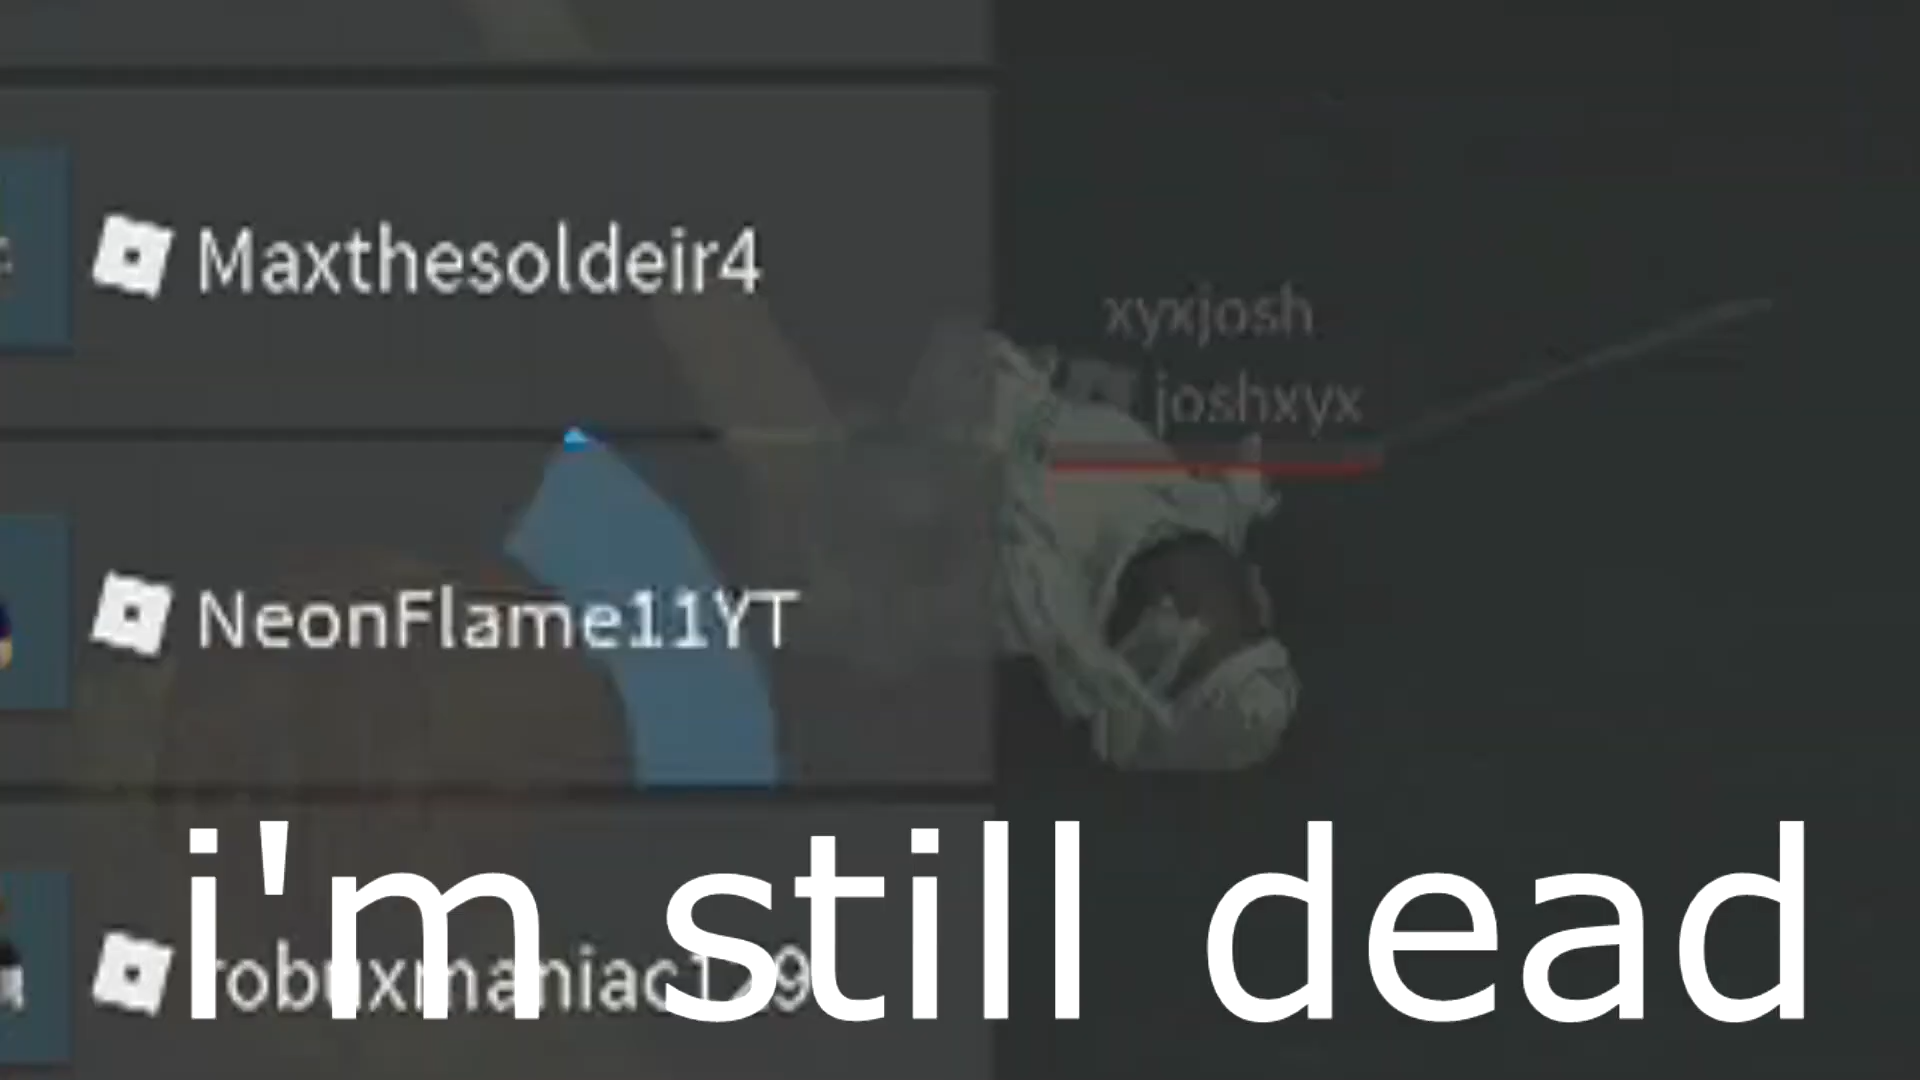 Maxthesoldeir4
xyxjosh
joshxyx
NeonFlame11YT
i'm still dead